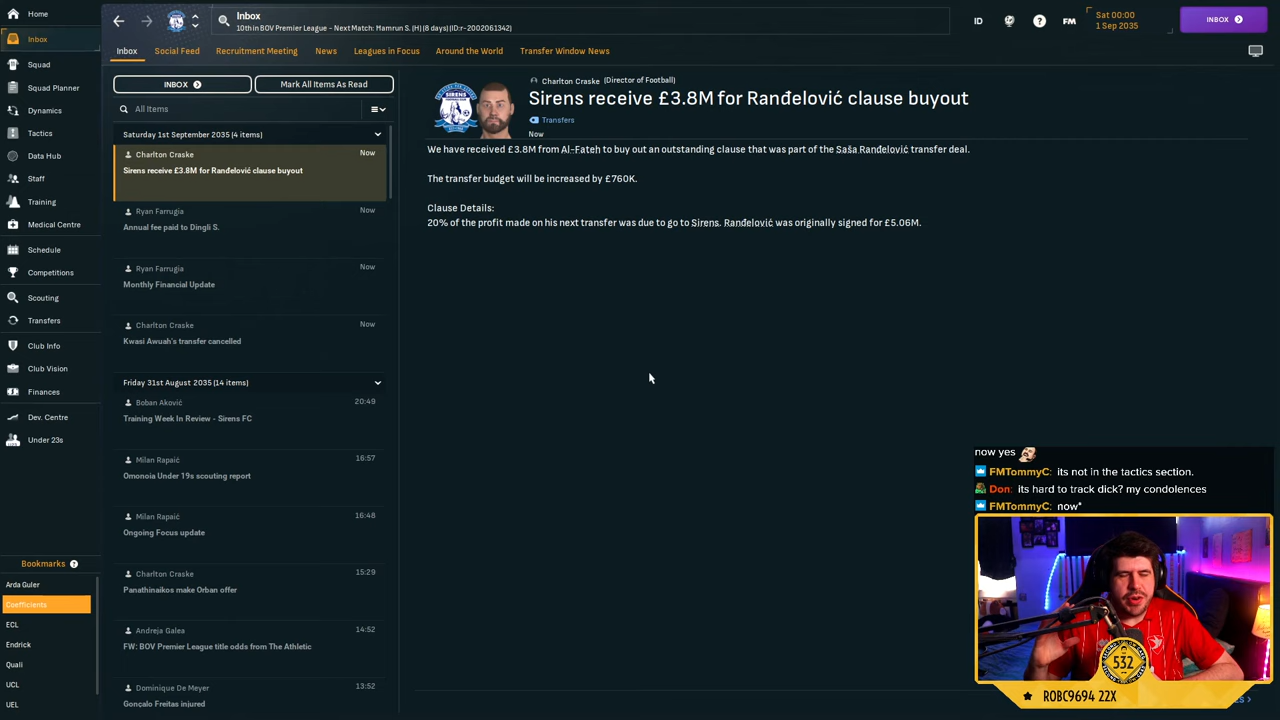 Home
Inbox
Squad
Squad Planner
Dynamics
Tactics
Data Hub
Staff
Training
Medical Centre
Schedule
Competitions
Scouting
Transfers
Club Info
Club Vision
Finances
Dev. Centre
Under 23s
Bookmarks ?
Arda Guler
Coefficients
ECL
Endrick
Quali
UCL
UEL
Inbox
10th in BOV Premier League - Next Match: Mamrun S. (H) (8 days) (ID:r-2002061342)
ID
?
FM
Sat 00:00
1 Sep 2035
INBOX
Inbox
Social Feed
Recruitment Meeting
News
Leagues in Focus
Around the World
Transfer Window News
INBOX
Mark All Items As Read
All Items
Saturday 1st September 2035 (4 items)
Charlton Craske Now
Sirens receive £3.8M for Ranđelović clause buyout
Ryan Farrugia Now
Annual fee paid to Dingli S.
Ryan Farrugia Now
Monthly Financial Update
Charlton Craske Now
Kwasi Awuah's transfer cancelled
Friday 31st August 2035 (14 items)
Boban Aković 20:49
Training Week In Review - Sirens FC
Milan Rapaić 16:57
Omonoia Under 19s scouting report
Milan Rapaić 16:48
Ongoing Focus update
Charlton Craske 15:29
Panathinaikos make Orban offer
Andreja Galea 14:52
FW: BOV Premier League title odds from The Athletic
Dominique De Meyer 13:52
Gonçalo Freitas injured
SIRENS
Charlton Craske (Director of Football)
Sirens receive £3.8M for Ranđelović clause buyout
Transfers
Now
We have received £3.8M from Al-Fateh to buy out an outstanding clause that was part of the Saša Ranđelović transfer deal.
The transfer budget will be increased by £760K.
Clause Details:
20% of the profit made on his next transfer was due to go to Sirens. Ranđelović was originally signed for £5.06M.
now yes
FMTommyC: its not in the tactics section.
Don: its hard to track dick? my condolences
FMTommyC: now*
532
ROBC9694 22X